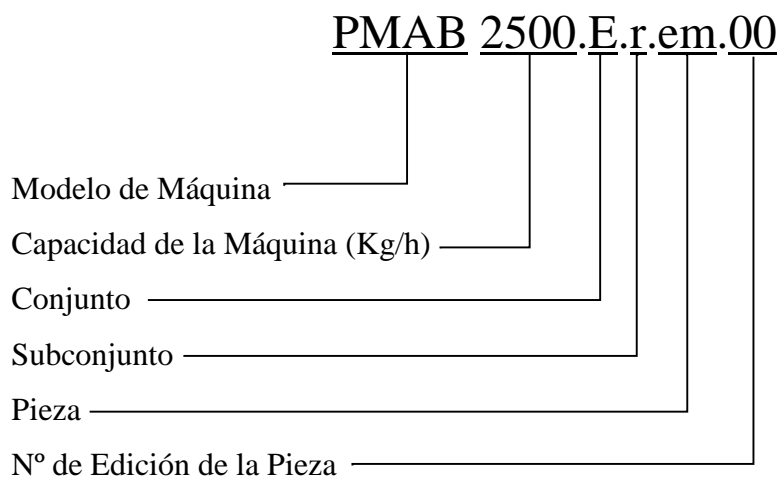 PMAB 2500.E.r.em.00
Modelo de Máquina
Capacidad de la Máquina (Kg/h)
Conjunto
Subconjunto
Pieza
Nº de Edición de la Pieza